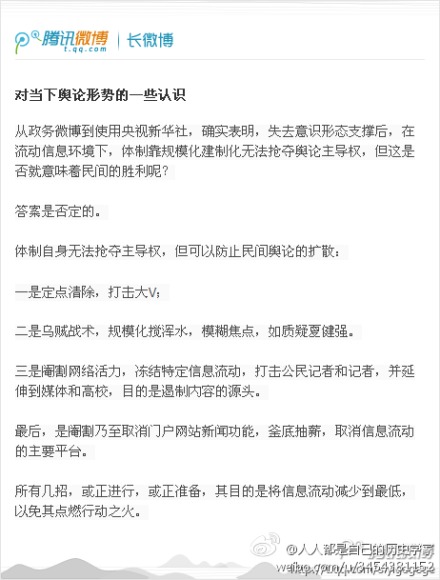 腾讯微博
t.qq.com
长微博
对当下舆论形势的一些认识
从政务微博到使用央视新华社，确实表明，失去意识形态支撑后，在
流动信息环境下，体制靠规模化建制化无法抢夺舆论主导权，但这是
否就意味着民间的胜利呢？
答案是否定的。
体制自身无法抢夺主导权，但可以防止民间舆论的扩散：
一是定点清除，打击大V；
二是乌贼战术，规模化搅浑水，模糊焦点，如质疑夏健强。
三是阉割网络活力，冻结特定信息流动，打击公民记者和记者，并延
伸到媒体和高校，目的是遏制内容的源头。
最后，是阉割乃至取消门户网站新闻功能，釜底抽薪，取消信息流动
的主要平台。
所有几招，或正进行，或正准备，其目的是将信息流动减少到最低，
以免其点燃行动之火。
@人人都是自己的历史学家
weibo.com/u/3454381152